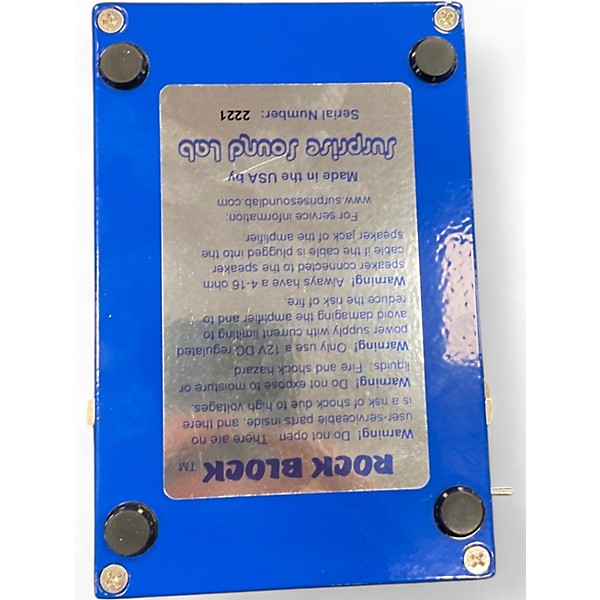 ROCK BLOCK ™
Warning! Do not open. There are no
user-serviceable parts inside, and there
is a risk of shock due to high voltages.
Warning! Do not expose to moisture or
liquids. Fire and shock hazard.
Warning! Only use a 12V DC regulated
power supply with current limiting to
avoid damaging the amplifier and to
reduce the risk of fire
Warning! Always have a 4-16 ohm
speaker connected to the speaker
cable if the cable is plugged into the
speaker jack of the amplifier
For service information:
www.surprisesoundlab.com
Made in the USA by
Surprise Sound Lab
Serial Number: 2221